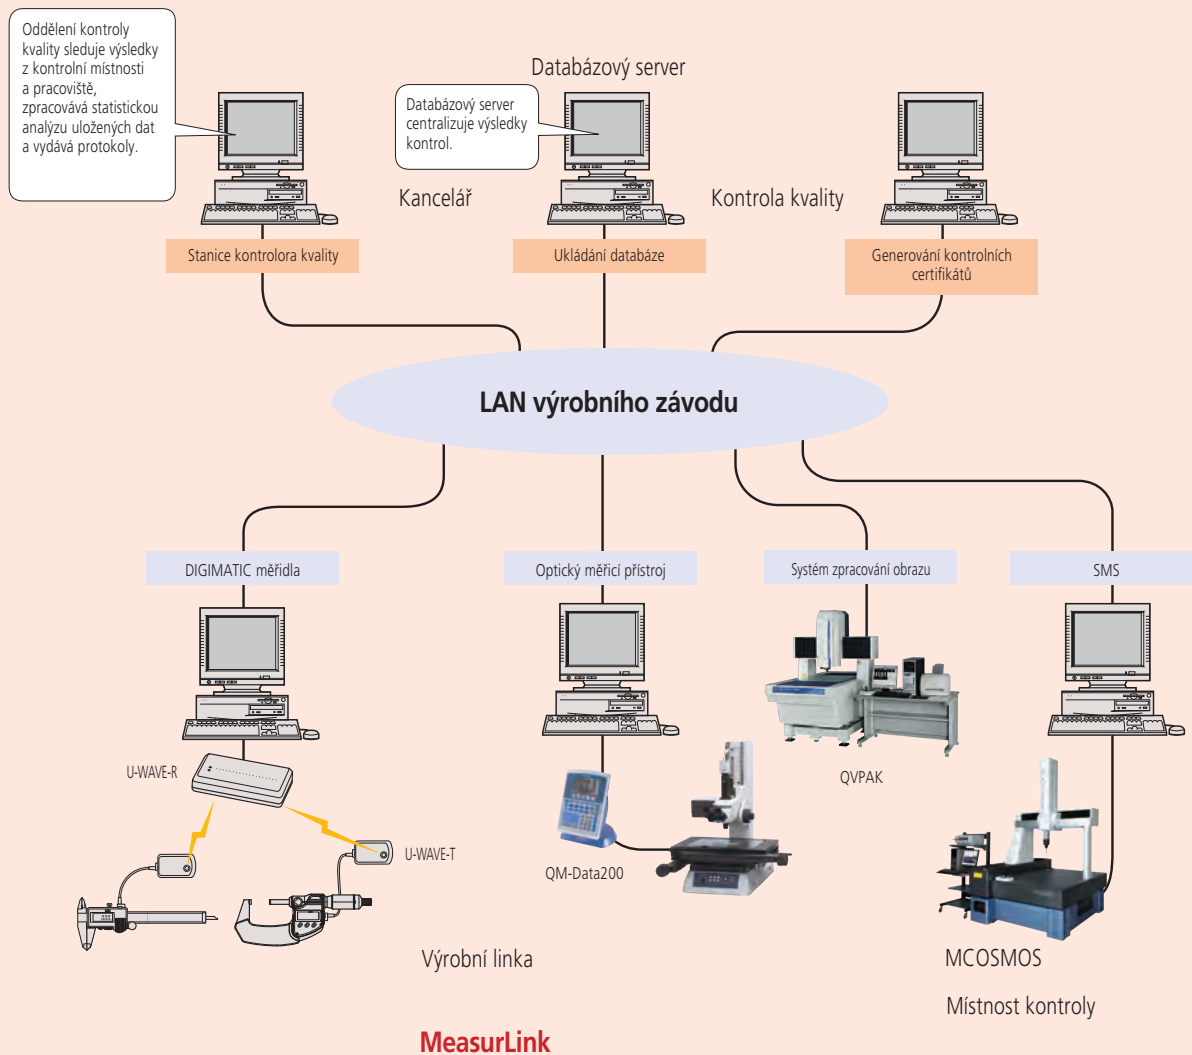 Oddělení kontroly
kvality sleduje výsledky
z kontrolní místnosti
a pracoviště,
zpracovává statistickou
analýzu uložených dat
a vydává protokoly.
Databázový server
Databázový server
centralizuje výsledky
kontrol.
Kancelář
Kontrola kvality
Stanice kontrolora kvality
Ukládání databáze
Generování kontrolních
certifikátů
LAN výrobního závodu
DIGIMATIC měřidla
Optický měřicí přístroj
Systém zpracování obrazu
SMS
U-WAVE-R
U-WAVE-T
QM-Data200
QVPAK
Výrobní linka
MCOSMOS
Místnost kontroly
MeasurLink